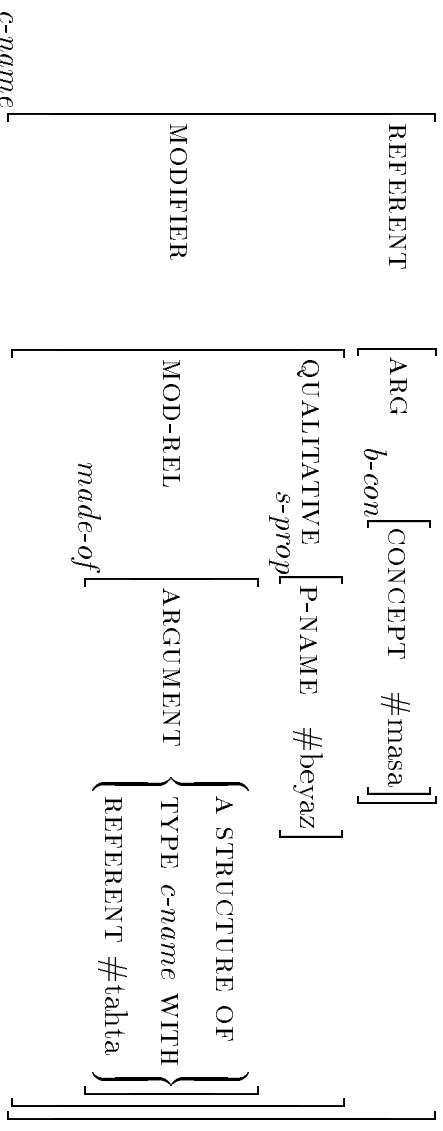 REFERENT ARG b-con CONCEPT #masa
MODIFIER
QUALITATIVE s-prop P-NAME #beyaz
MOD-REL made-of ARGUMENT
A STRUCTURE OF
TYPE c-name WITH
REFERENT #tahta
c-name